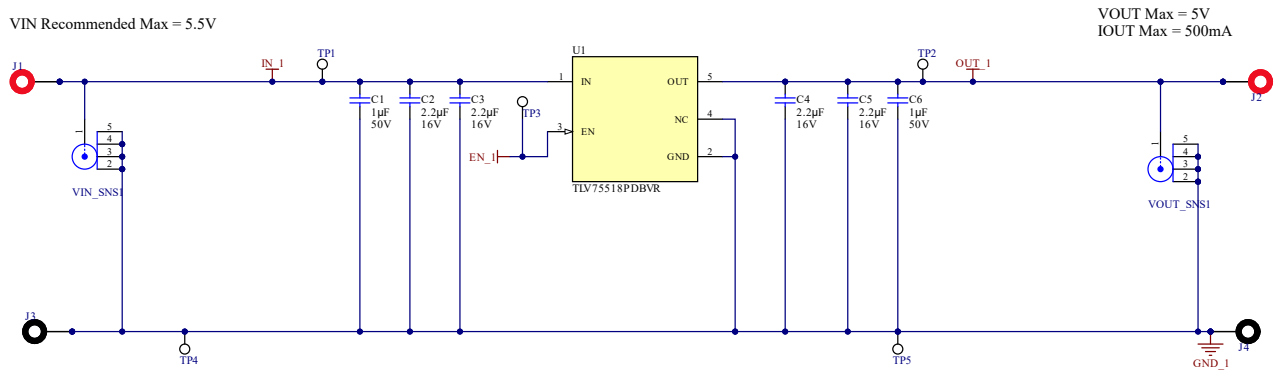 VIN Recommended Max = 5.5V
VOUT Max = 5V
IOUT Max = 500mA
J1
IN_1
TP1
U1
TP2
OUT_1
J2
1
IN
OUT
5
C1
1µF
50V
C2
2.2µF
16V
C3
2.2µF
16V
TP3
3
EN
EN_1
NC
4
GND
2
TLV75518PDBVR
C4
2.2µF
16V
C5
2.2µF
16V
C6
1µF
50V
1
5
4
3
2
VIN_SNS1
1
5
4
3
2
VOUT_SNS1
J3
TP4
TP5
J4
GND_1